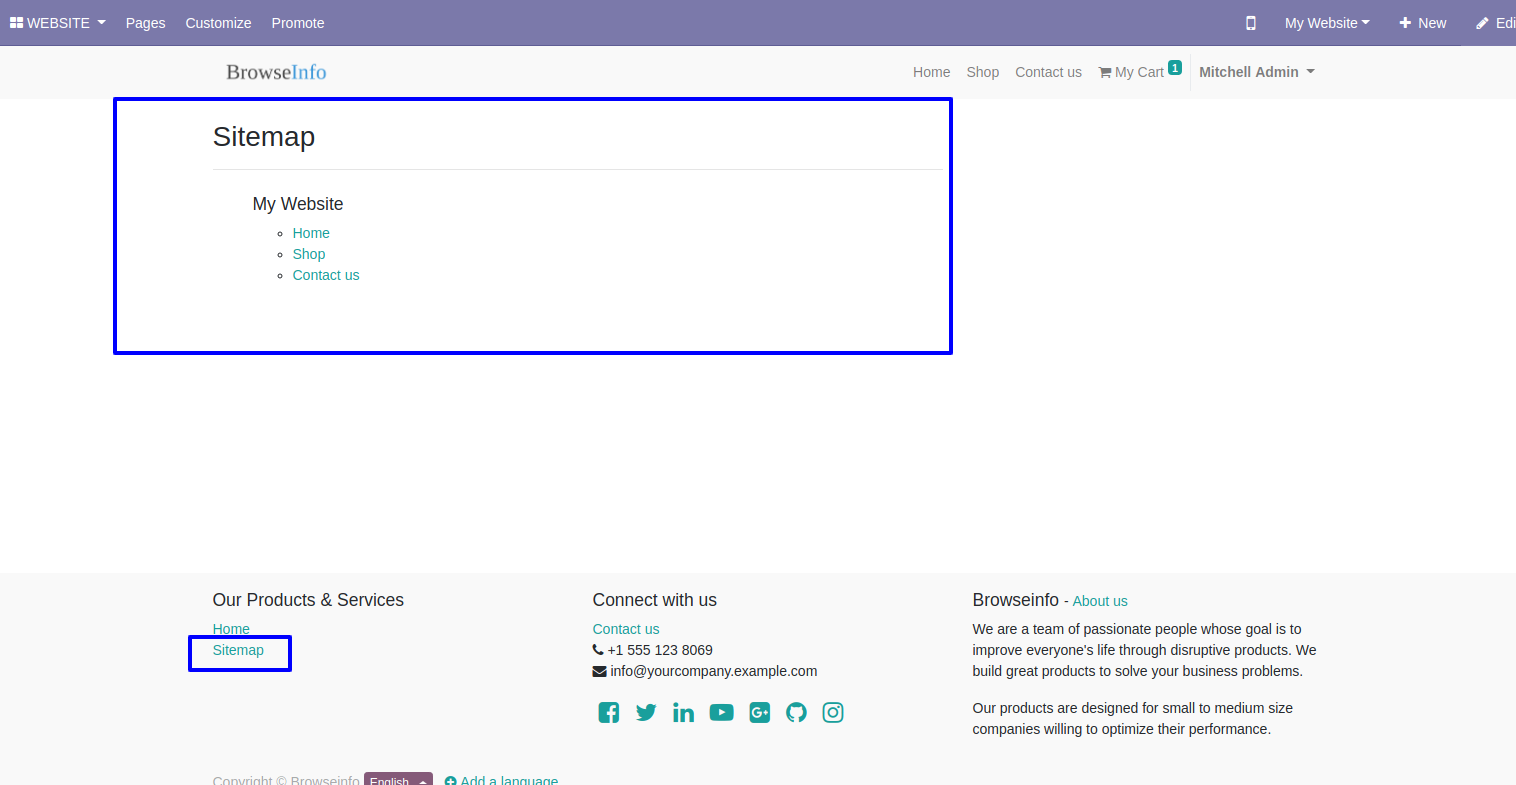 WEBSITE Pages Customize Promote My Website New Edi
BrowseInfo Home Shop Contact us My Cart 1 Mitchell Admin
Sitemap
My Website
Home
Shop
Contact us
Our Products & Services
Home
Sitemap
Connect with us
Contact us
+1 555 123 8069
info@yourcompany.example.com
Browseinfo - About us
We are a team of passionate people whose goal is to
improve everyone's life through disruptive products. We
build great products to solve your business problems.
Our products are designed for small to medium size
companies willing to optimize their performance.
Copyright © Browseinfo English Add a language